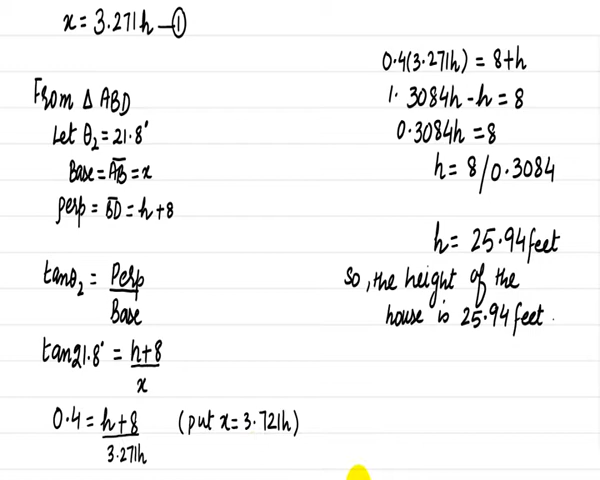 x = 3.271h —①
From Δ ABD
Let θ₂ = 21.8°
Base = A̅B̅ = x
perp = B̅D̅ = h+8
tanθ₂ = Perp/Base
tan21.8° = h+8/x
0.4 = h+8/3.271h (put x = 3.721h)
0.4(3.271h) = 8+h
1.3084h - h = 8
0.3084h = 8
h = 8/0.3084
h = 25.94 feet
So, the height of the
house is 25.94 feet.